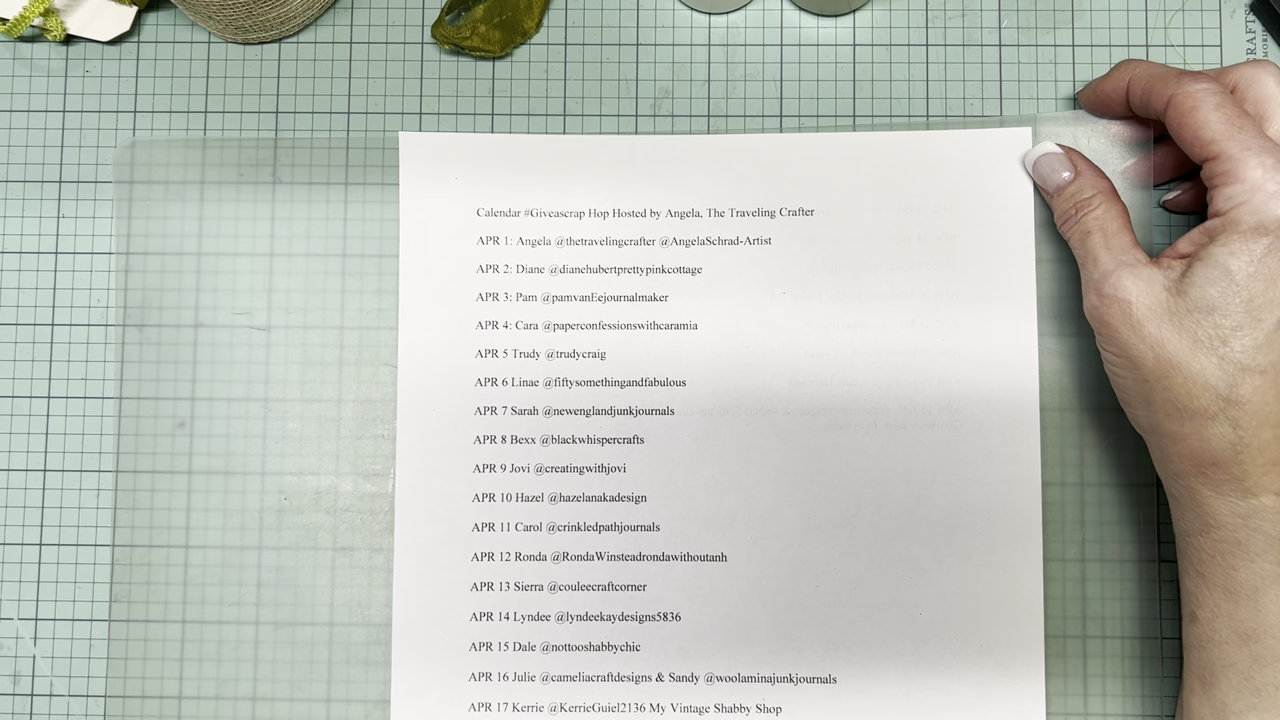 Calendar #Giveascrap Hop Hosted by Angela, The Traveling Crafter
APR 1: Angela @thetravelingcrafter @AngelaSchrad-Artist
APR 2: Diane @dianehubertprettypinkcottage
APR 3: Pam @pamvanEejournalmaker
APR 4: Cara @paperconfessionswithcaramia
APR 5 Trudy @trudycraig
APR 6 Linae @fiftysomethingandfabulous
APR 7 Sarah @newenglandjunkjournals
APR 8 Bexx @blackwhispercrafts
APR 9 Jovi @creatingwithjovi
APR 10 Hazel @hazelanakadesign
APR 11 Carol @crinkledpathjournals
APR 12 Ronda @RondaWinsteadrondawithoutanh
APR 13 Sierra @couleecraftcorner
APR 14 Lyndee @lyndeekaydesigns5836
APR 15 Dale @nottooshabbychic
APR 16 Julie @cameliacraftdesigns & Sandy @woolaminajunkjournals
APR 17 Kerrie @KerrieGuiel2136 My Vintage Shabby Shop